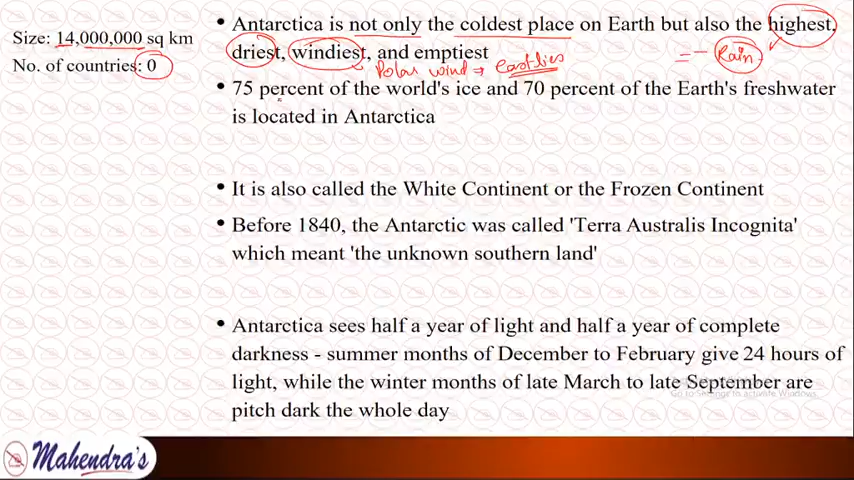 Size: 14,000,000 sq km
No. of countries: 0
Antarctica is not only the coldest place on Earth but also the highest,
driest, windiest, and emptiest
= - Rain
Polar wind → easterlies
75 percent of the world's ice and 70 percent of the Earth's freshwater
is located in Antarctica
It is also called the White Continent or the Frozen Continent
Before 1840, the Antarctic was called 'Terra Australis Incognita'
which meant 'the unknown southern land'
Antarctica sees half a year of light and half a year of complete
darkness - summer months of December to February give 24 hours of
light, while the winter months of late March to late September are
Go to Settings to activate Windows.
pitch dark the whole day
Mahendra's